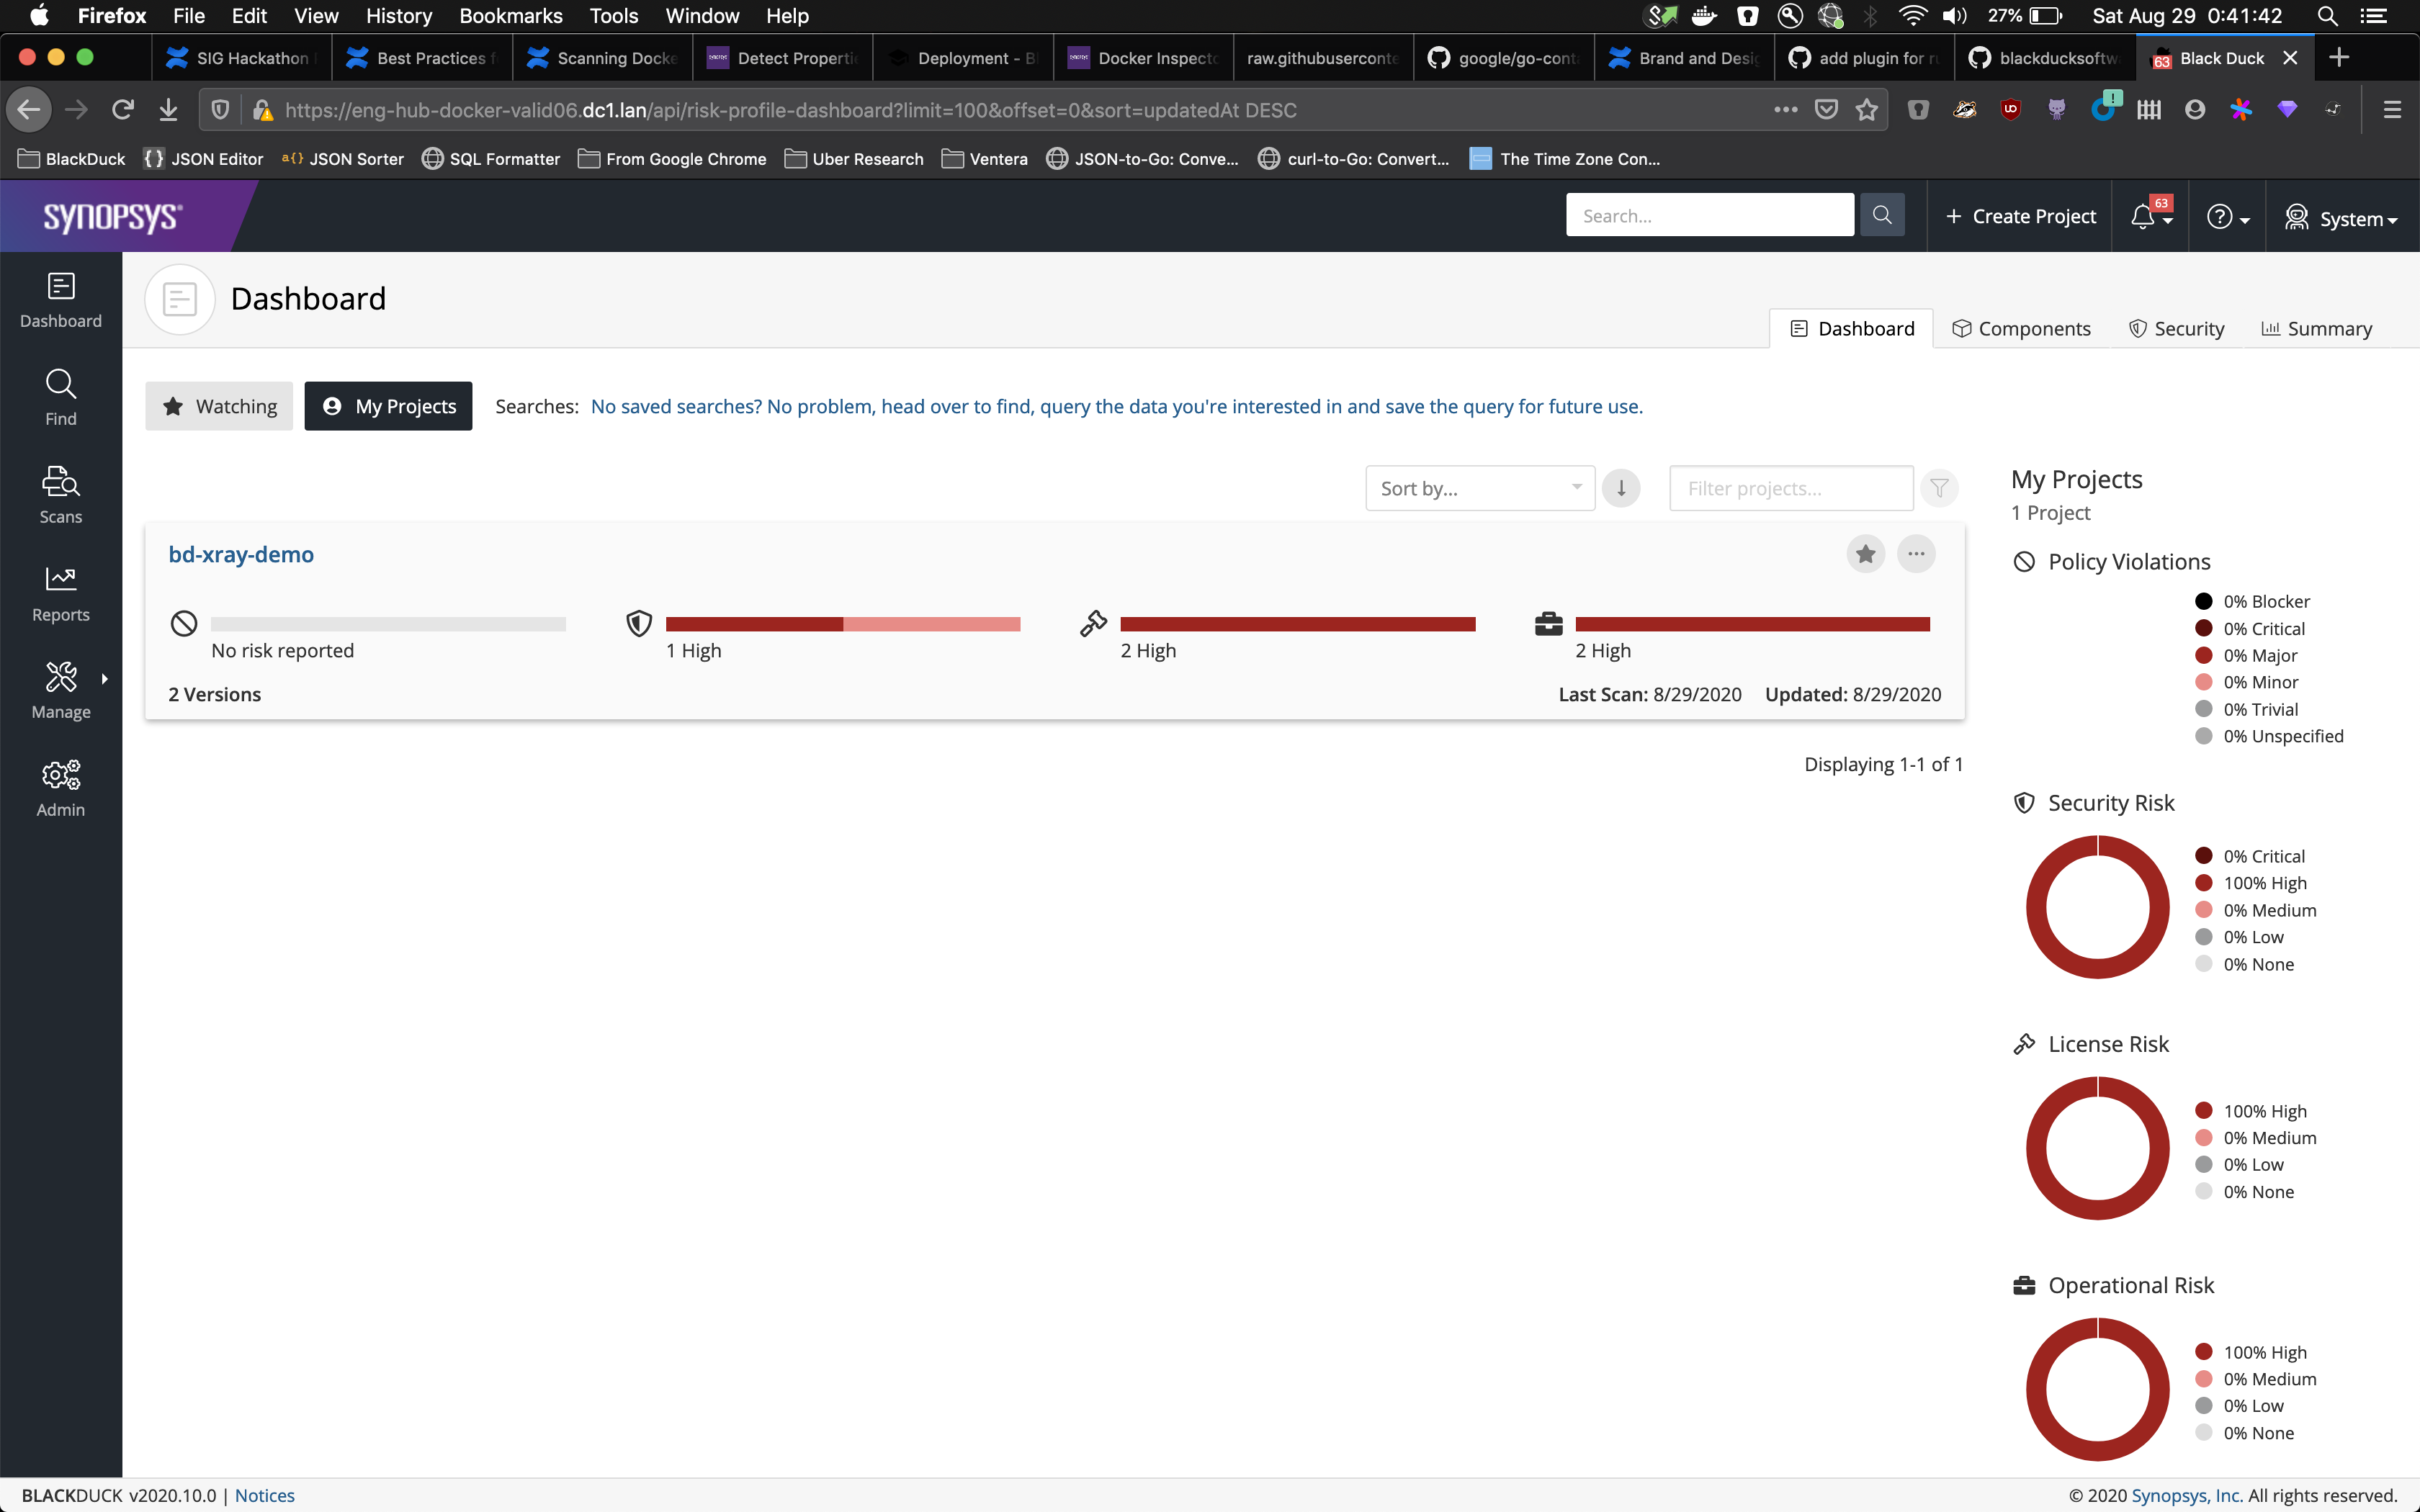 Firefox File Edit View History Bookmarks Tools Window Help 27% Sat Aug 29 0:41:42
SIG Hackathon Best Practices f Scanning Docke Detect Properti Deployment - B Docker Inspect raw.githubuserconte google/go-cont Brand and Desi add plugin for r blackducksoftw 63 Black Duck
https://eng-hub-docker-valid06.dc1.lan/api/risk-profile-dashboard?limit=100&offset=0&sort=updatedAt DESC
BlackDuck JSON Editor JSON Sorter SQL Formatter From Google Chrome Uber Research Ventera JSON-to-Go: Conve... curl-to-Go: Convert... The Time Zone Con...
SYNOPSYS® Search... + Create Project 63 System
Dashboard
Find
Scans
Reports
Manage
Admin
Dashboard
Dashboard Components Security Summary
Watching My Projects Searches: No saved searches? No problem, head over to find, query the data you're interested in and save the query for future use.
Sort by... Filter projects...
bd-xray-demo
No risk reported 1 High 2 High 2 High
2 Versions Last Scan: 8/29/2020 Updated: 8/29/2020
Displaying 1-1 of 1
My Projects
1 Project
Policy Violations
0% Blocker
0% Critical
0% Major
0% Minor
0% Trivial
0% Unspecified
Security Risk
0% Critical
100% High
0% Medium
0% Low
0% None
License Risk
100% High
0% Medium
0% Low
0% None
Operational Risk
100% High
0% Medium
0% Low
0% None
BLACKDUCK v2020.10.0 | Notices © 2020 Synopsys, Inc. All rights reserved.